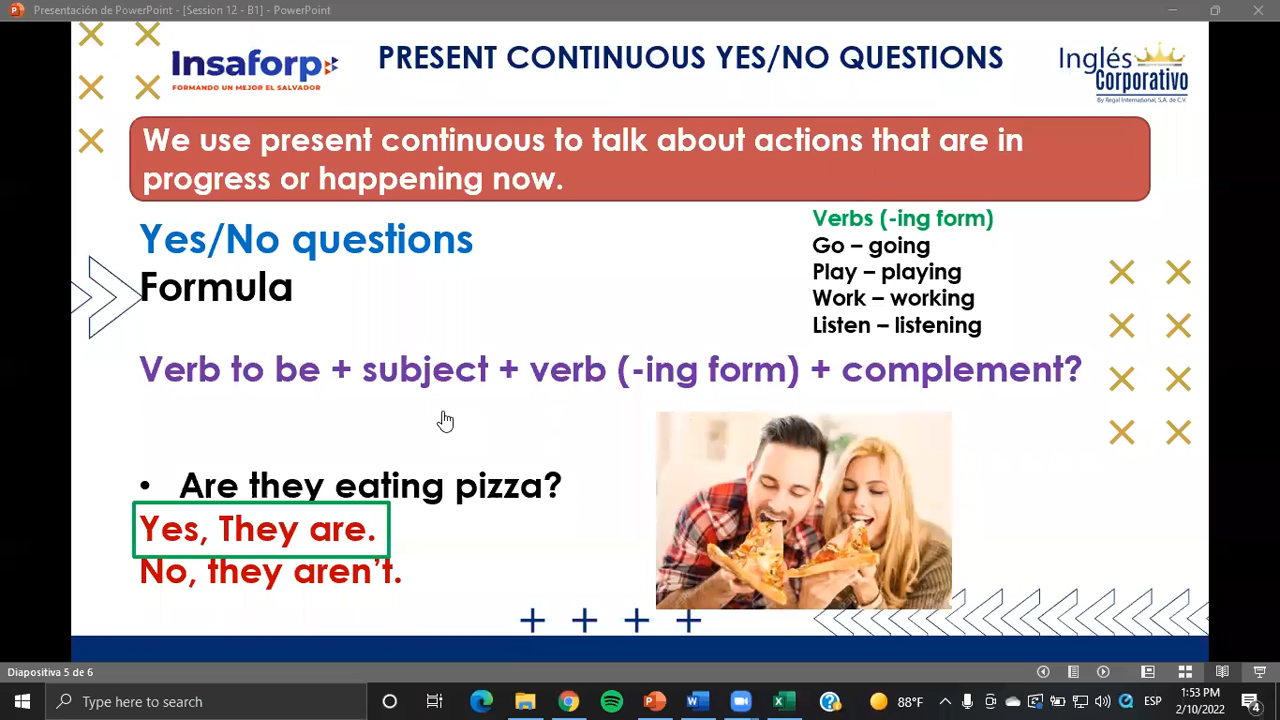 Presentación de PowerPoint - [Session 12 - B1] - PowerPoint
Insaforp
FORMANDO UN MEJOR EL SALVADOR
PRESENT CONTINUOUS YES/NO QUESTIONS
Inglés
Corporativo
By Regal International, S.A. de C.V.
We use present continuous to talk about actions that are in
progress or happening now.
Yes/No questions
Formula
Verbs (-ing form)
Go – going
Play – playing
Work – working
Listen – listening
Verb to be + subject + verb (-ing form) + complement?
• Are they eating pizza?
Yes, They are.
No, they aren't.
Diapositiva 5 de 6
Type here to search
88°F
ESP
1:53 PM
2/10/2022
4